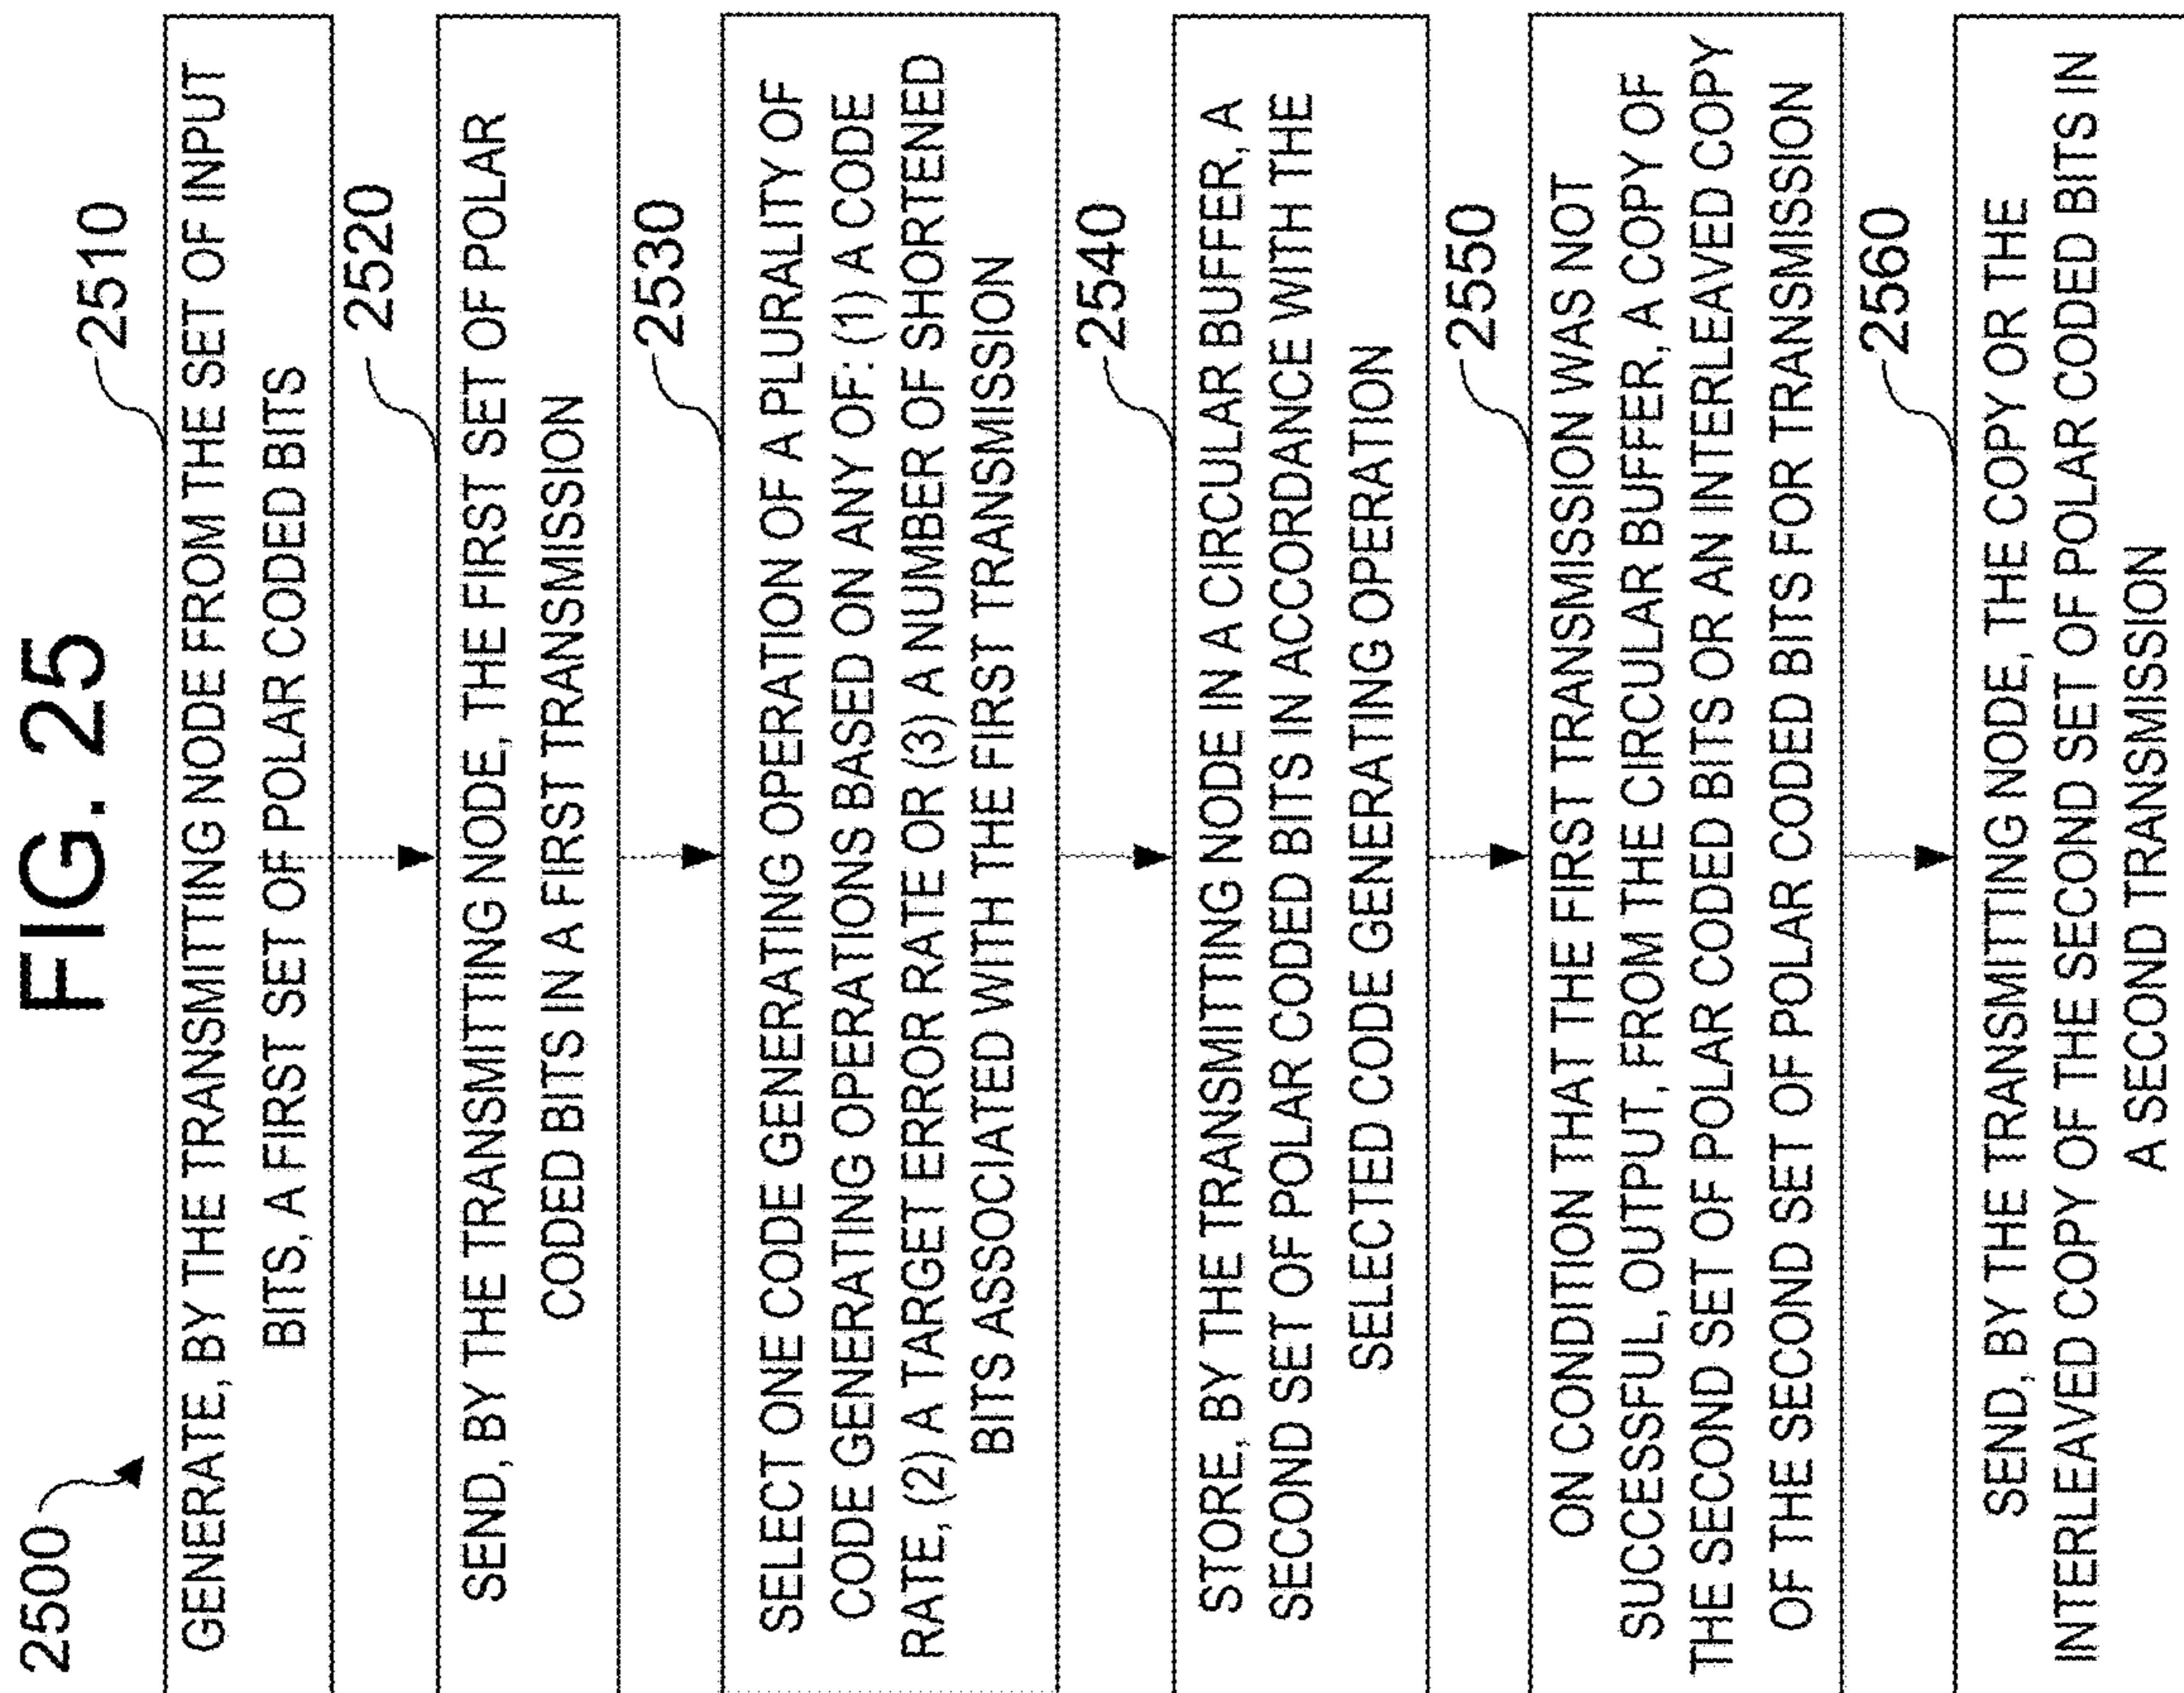 FIG. 25
2500
2510
GENERATE, BY THE TRANSMITTING NODE FROM THE SET OF INPUT
BITS, A FIRST SET OF POLAR CODED BITS
2520
SEND, BY THE TRANSMITTING NODE, THE FIRST SET OF POLAR
CODED BITS IN A FIRST TRANSMISSION
2530
SELECT ONE CODE GENERATING OPERATION OF A PLURALITY OF
CODE GENERATING OPERATIONS BASED ON ANY OF: (1) A CODE
RATE, (2) A TARGET ERROR RATE OR (3) A NUMBER OF SHORTENED
BITS ASSOCIATED WITH THE FIRST TRANSMISSION
2540
STORE, BY THE TRANSMITTING NODE IN A CIRCULAR BUFFER, A
SECOND SET OF POLAR CODED BITS IN ACCORDANCE WITH THE
SELECTED CODE GENERATING OPERATION
2550
ON CONDITION THAT THE FIRST TRANSMISSION WAS NOT
SUCCESSFUL, OUTPUT, FROM THE CIRCULAR BUFFER, A COPY OF
THE SECOND SET OF POLAR CODED BITS OR AN INTERLEAVED COPY
OF THE SECOND SET OF POLAR CODED BITS FOR TRANSMISSION
2560
SEND, BY THE TRANSMITTING NODE, THE COPY OR THE
INTERLEAVED COPY OF THE SECOND SET OF POLAR CODED BITS IN
A SECOND TRANSMISSION